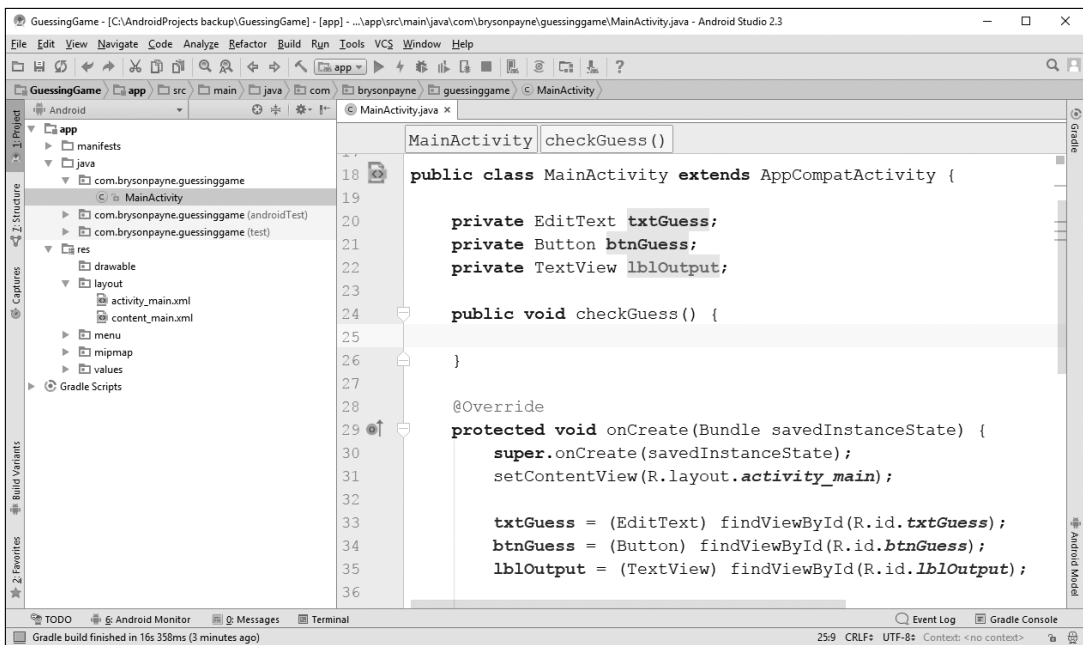 GuessingGame - [C:\AndroidProjects backup\GuessingGame] - [app] - ...\app\src\main\java\com\brysonpayne\guessinggame\MainActivity.java - Android Studio 2.3
File Edit View Navigate Code Analyze Refactor Build Run Tools VCS Window Help
app
GuessingGame app src main java com brysonpayne guessinggame MainActivity
1: Project
Z: Structure
Captures
Build Variants
2: Favorites
Android
app
manifests
java
com.brysonpayne.guessinggame
MainActivity
com.brysonpayne.guessinggame (androidTest)
com.brysonpayne.guessinggame (test)
res
drawable
layout
activity_main.xml
content_main.xml
menu
mipmap
values
Gradle Scripts
MainActivity.java ×
MainActivity checkGuess()
18 public class MainActivity extends AppCompatActivity {
19
20 private EditText txtGuess;
21 private Button btnGuess;
22 private TextView lblOutput;
23
24 public void checkGuess() {
25
26 }
27
28 @Override
29 protected void onCreate(Bundle savedInstanceState) {
30 super.onCreate(savedInstanceState);
31 setContentView(R.layout.activity_main);
32
33 txtGuess = (EditText) findViewById(R.id.txtGuess);
34 btnGuess = (Button) findViewById(R.id.btnGuess);
35 lblOutput = (TextView) findViewById(R.id.lblOutput);
36
Gradle
Android Model
TODO 6: Android Monitor 0: Messages Terminal Event Log Gradle Console
Gradle build finished in 16s 358ms (3 minutes ago) 25:9 CRLF UTF-8 Context: <no context>